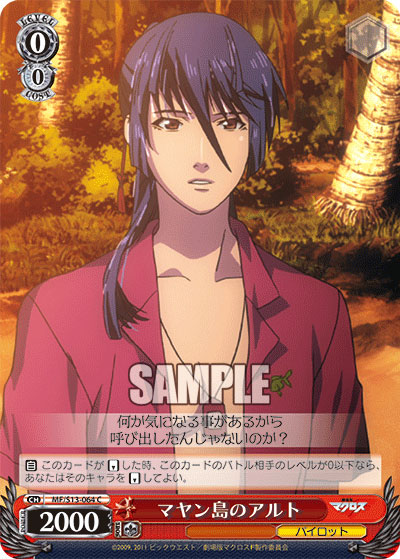 LEVEL
0
0
COST
SAMPLE
何か気になる事があるから
呼び出したんじゃないのか?
このカードが【】した時、このカードのバトル相手のレベルが0以下なら、
あなたはそのキャラを【】してよい。
CH
MF/S13-064 C
2000
マヤン島のアルト
マクロス
パイロット
©2009, 2011 ビックウエスト/劇場版マクロスF製作委員会